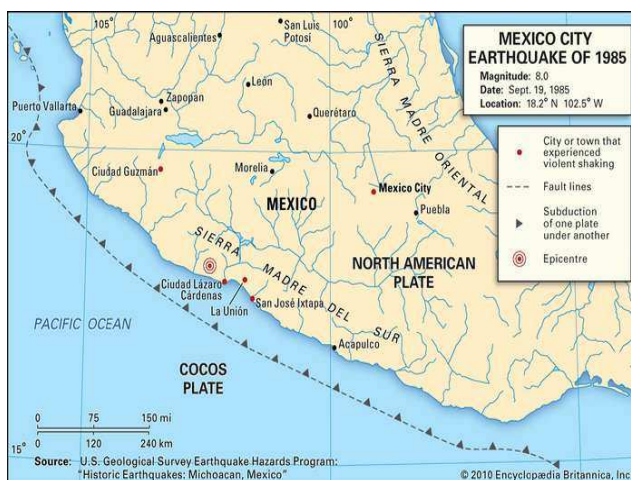 105°
100°
San Luis
Potosí
Aguascalientes
León
Zapopan
Puerto Vallarta
Guadalajara
Querétaro
20°
SIERRA MADRE ORIENTAL
Ciudad Guzmán
Morelia
Mexico City
MEXICO
Puebla
SIERRA MADRE DEL SUR
NORTH AMERICAN
PLATE
Ciudad Lázaro
Cárdenas
La Unión
San José Ixtapa
PACIFIC OCEAN
Acapulco
COCOS
PLATE
0 75 150 mi
0 120 240 km
15°
MEXICO CITY
EARTHQUAKE OF 1985
Magnitude: 8.0
Date: Sept. 19, 1985
Location: 18.2° N 102.5° W
City or town that
experienced
violent shaking
Fault lines
Subduction
of one plate
under another
Epicentre
Source: U.S. Geological Survey Earthquake Hazards Program:
"Historic Earthquakes: Michoacan, Mexico"
© 2010 Encyclopædia Britannica, Inc.